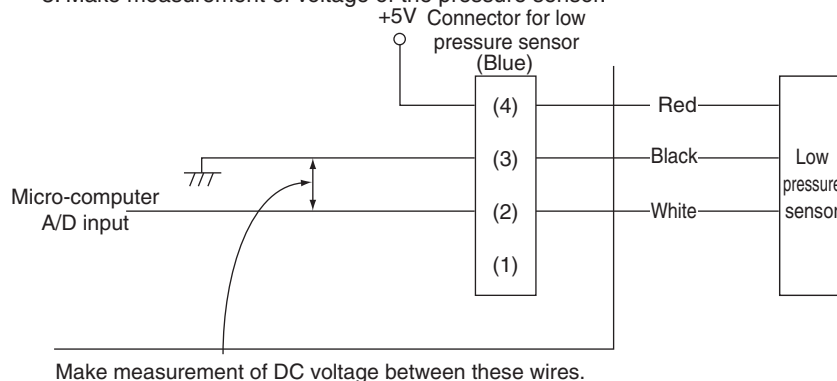 3. Make measurement of voltage of the pressure sensor.
+5V
Connector for low
pressure sensor
(Blue)
(4)
Red
(3)
Black
Low
pressure
sensor
Micro-computer
A/D input
(2)
White
(1)
Make measurement of DC voltage between these wires.